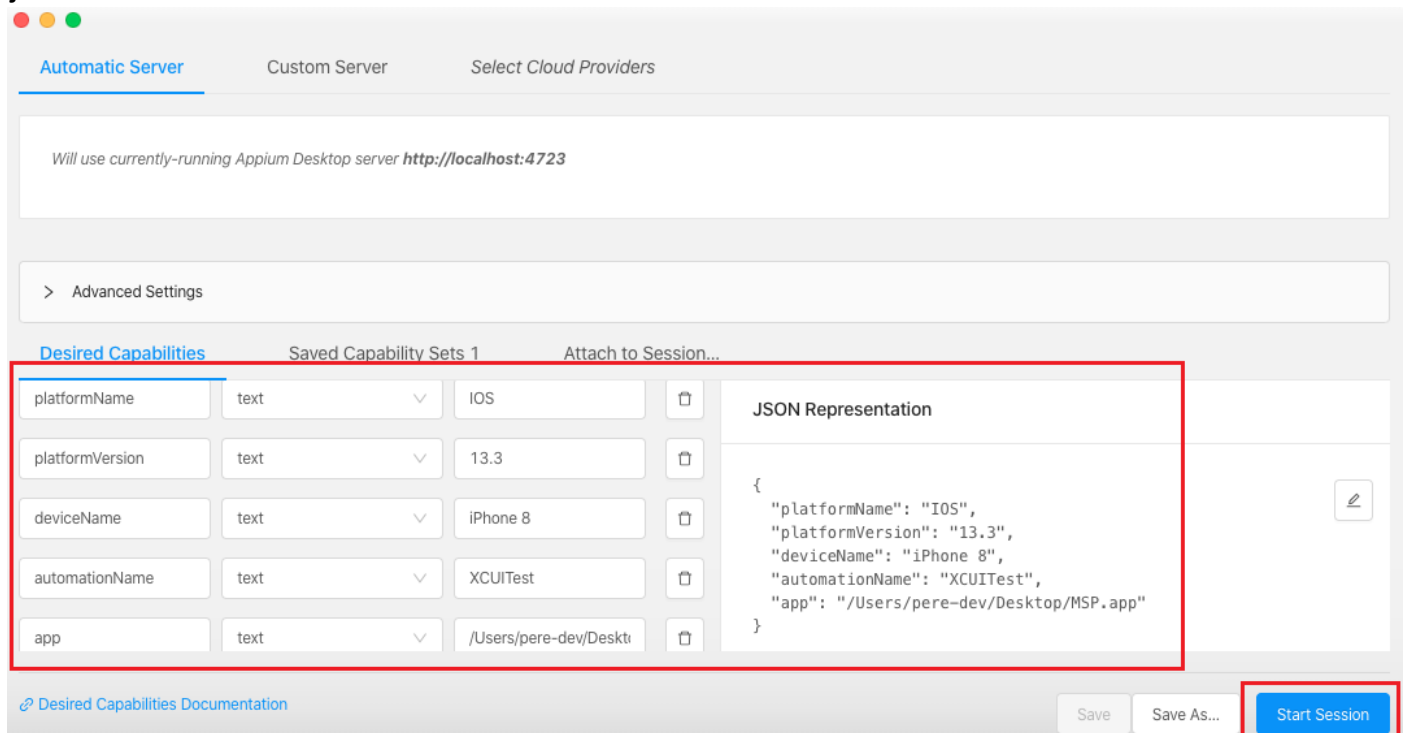 Automatic Server Custom Server Select Cloud Providers
Will use currently-running Appium Desktop server http://localhost:4723
> Advanced Settings
Desired Capabilities Saved Capability Sets 1 Attach to Session...
platformName text IOS
platformVersion text 13.3
deviceName text iPhone 8
automationName text XCUITest
app text /Users/pere-dev/Deskt
JSON Representation
{
"platformName": "IOS",
"platformVersion": "13.3",
"deviceName": "iPhone 8",
"automationName": "XCUITest",
"app": "/Users/pere-dev/Desktop/MSP.app"
}
Desired Capabilities Documentation
Save Save As... Start Session